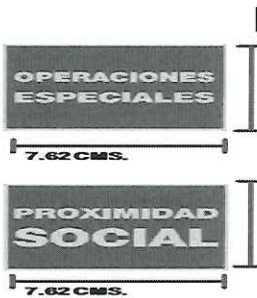 OPERACIONES
ESPECIALES
7.62 CMS.
PROXIMIDAD
SOCIAL
7.62 CMS.